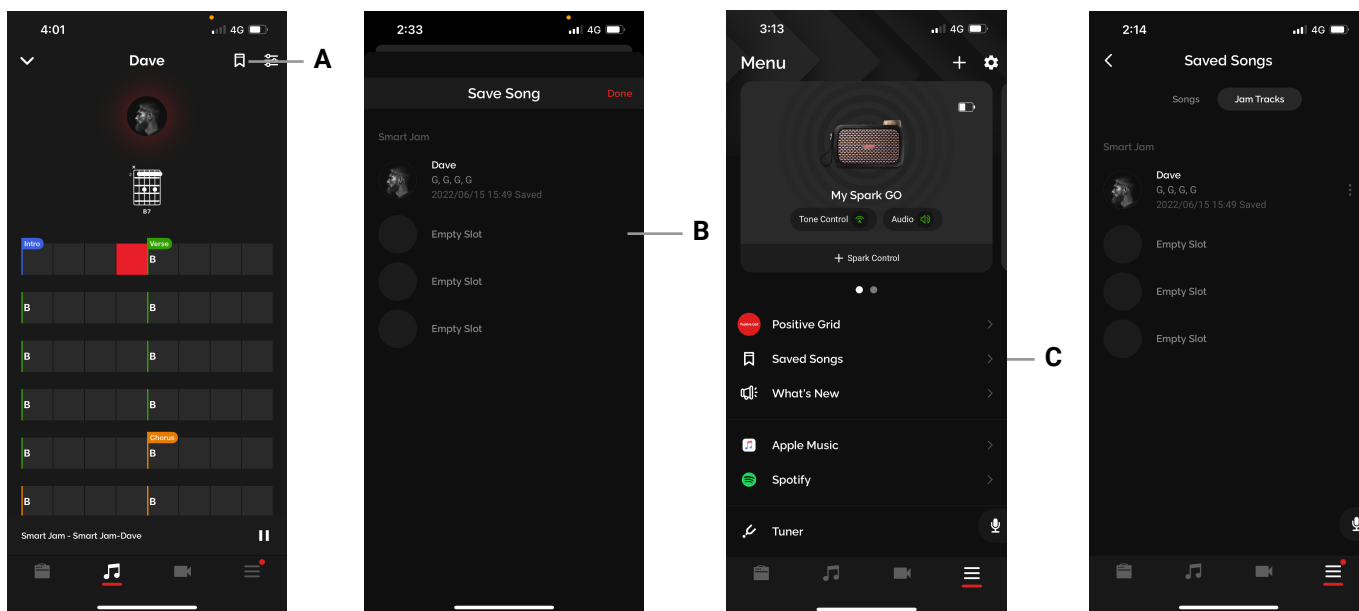 4:01
4G
Dave
A
B7
Intro
Verse
B
B
B
B
B
B
B
Chorus
B
B
B
B
Smart Jam - Smart Jam-Dave
2:33
4G
Save Song
Done
Smart Jam
Dave
G, G, G, G
2022/06/15 15:49 Saved
Empty Slot
B
Empty Slot
Empty Slot
3:13
4G
Menu
My Spark GO
Tone Control
Audio
+ Spark Control
Positive Grid
Saved Songs
C
What's New
Apple Music
Spotify
Tuner
2:14
4G
Saved Songs
Songs
Jam Tracks
Smart Jam
Dave
G, G, G, G
2022/06/15 15:49 Saved
Empty Slot
Empty Slot
Empty Slot